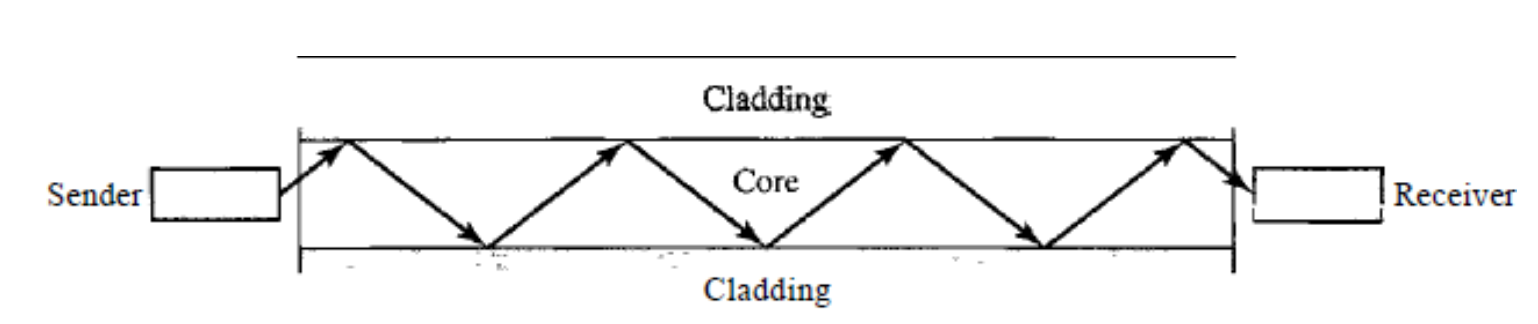 Cladding
Core
Sender
Receiver
Cladding